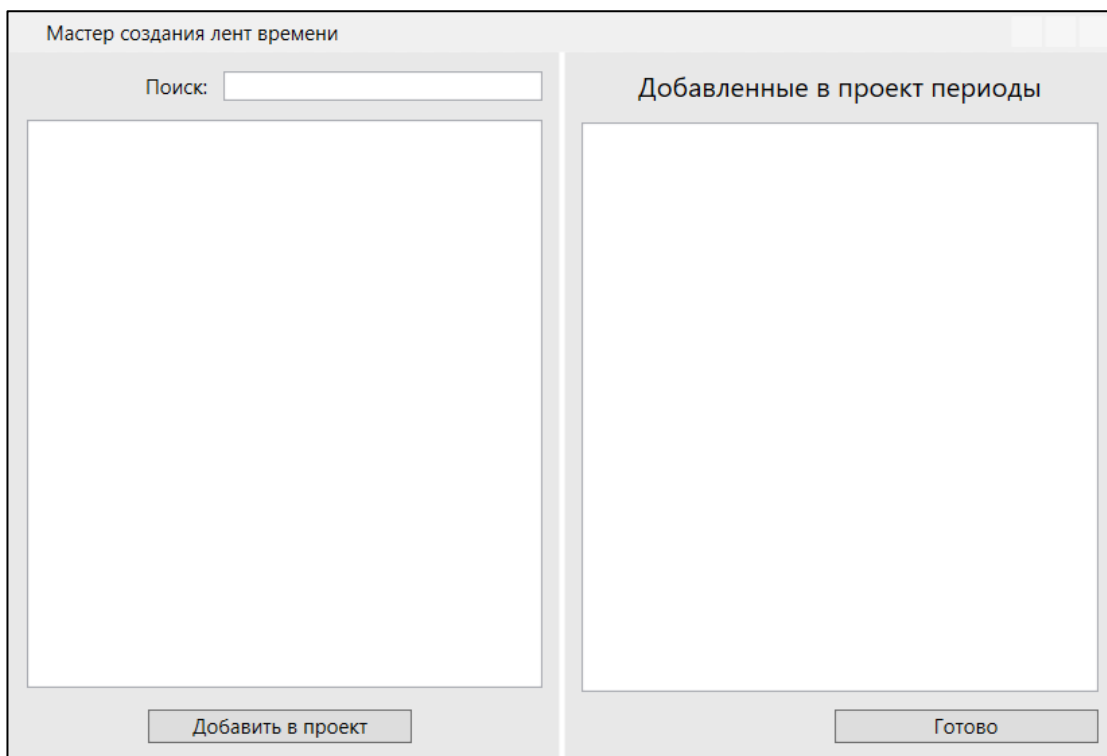 Мастер создания лент времени
Поиск:
Добавленные в проект периоды
Добавить в проект
Готово